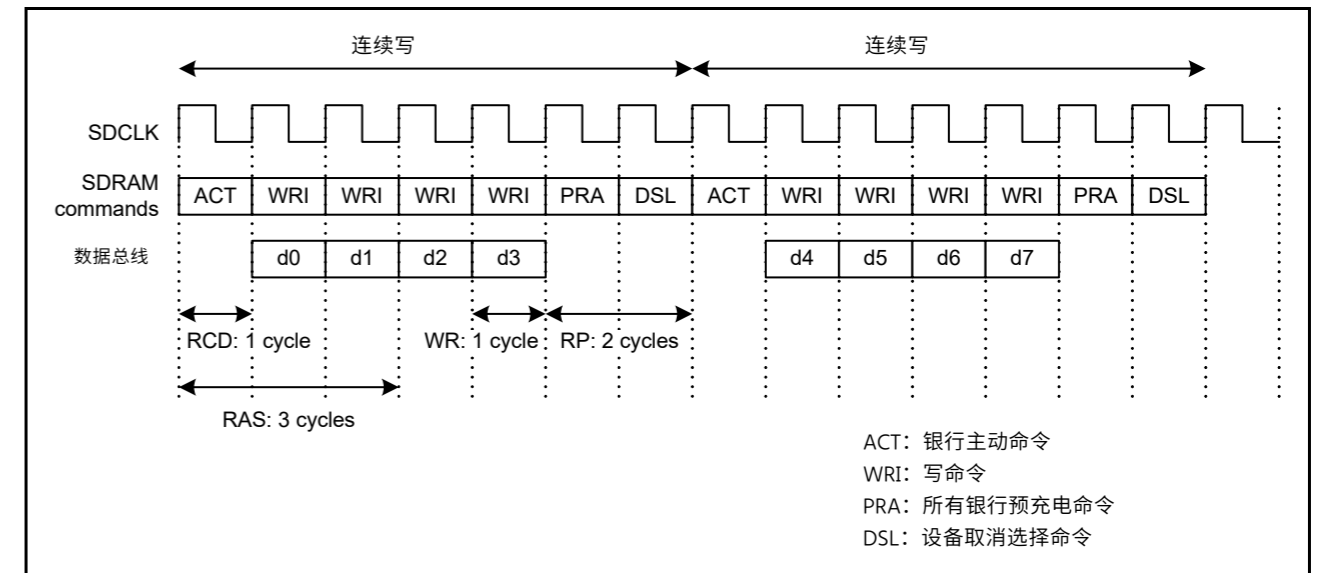 连续写 连续写
SDCLK
SDRAM
commands
ACT WRI WRI WRI WRI PRA DSL ACT WRI WRI WRI WRI PRA DSL
数据总线 d0 d1 d2 d3 d4 d5 d6 d7
RCD: 1 cycle WR: 1 cycle RP: 2 cycles
RAS: 3 cycles
ACT：银行主动命令
WRI：写命令
PRA：所有银行预充电命令
DSL：设备取消选择命令